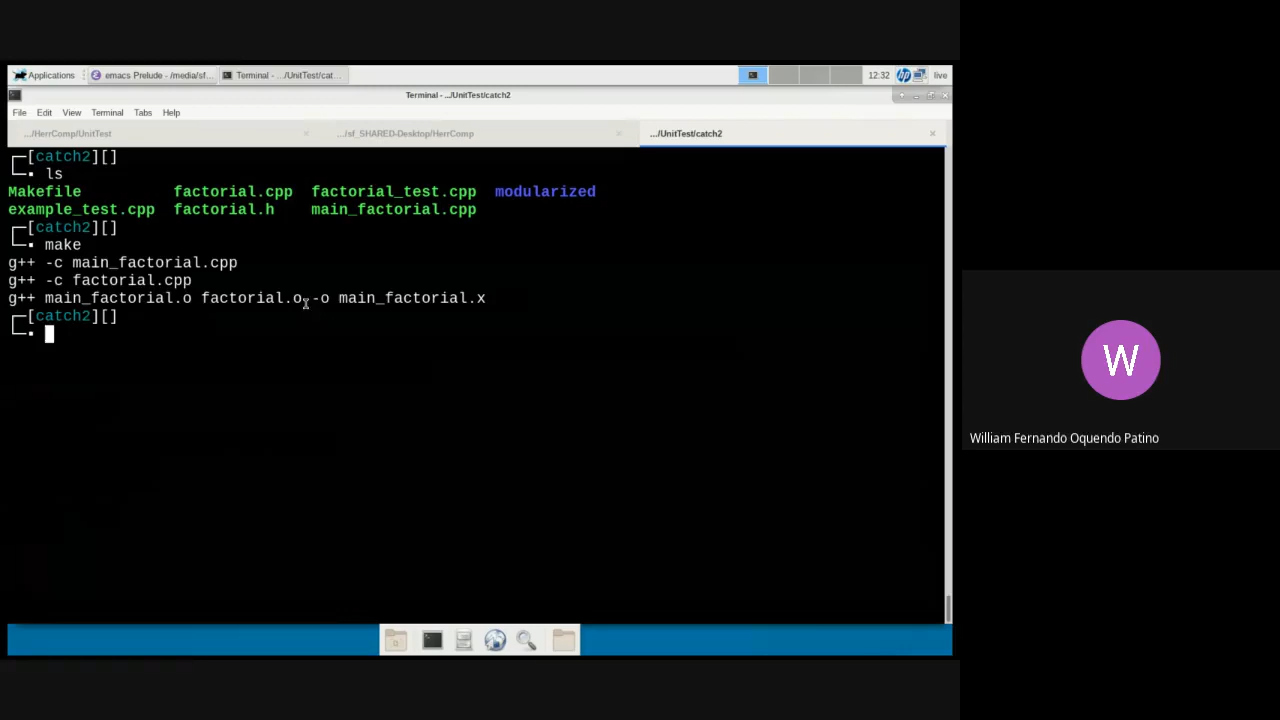 Applications
emacs Prelude - /media/sf...
Terminal - .../UnitTest/cat...
12:32
hp
live
Terminal - .../UnitTest/catch2
File Edit View Terminal Tabs Help
.../HerrComp/UnitTest
.../sf_SHARED-Desktop/HerrComp
.../UnitTest/catch2
[catch2][]
ls
Makefile factorial.cpp factorial_test.cpp modularized
example_test.cpp factorial.h main_factorial.cpp
[catch2][]
make
g++ -c main_factorial.cpp
g++ -c factorial.cpp
g++ main_factorial.o factorial.o -o main_factorial.x
[catch2][]
W
William Fernando Oquendo Patino